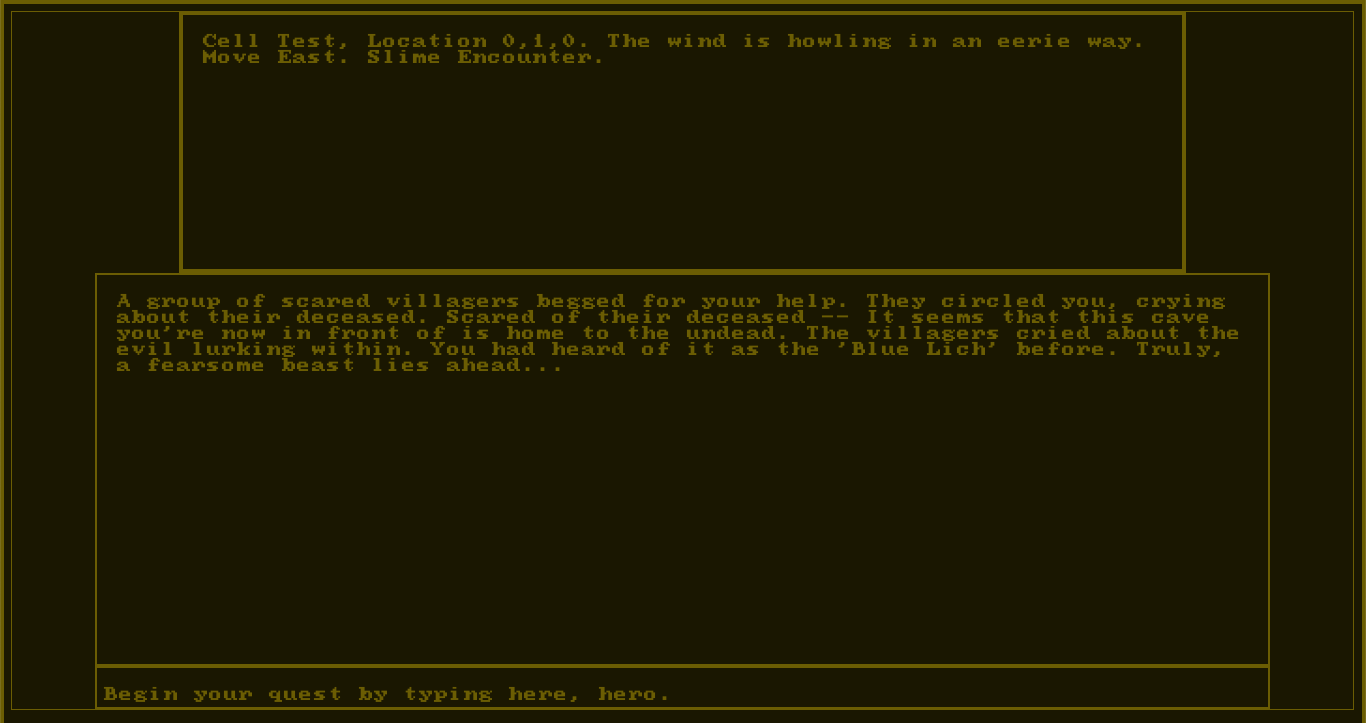 Cell Test, Location 0,1,0. The wind is howling in an eerie way.
Move East. Slime Encounter.
A group of scared villagers begged for your help. They circled you, crying
about their deceased. Scared of their deceased -- It seems that this cave
you're now in front of is home to the undead. The villagers cried about the
evil lurking within. You had heard of it as the 'Blue Lich' before. Truly,
a fearsome beast lies ahead...
Begin your quest by typing here, hero.